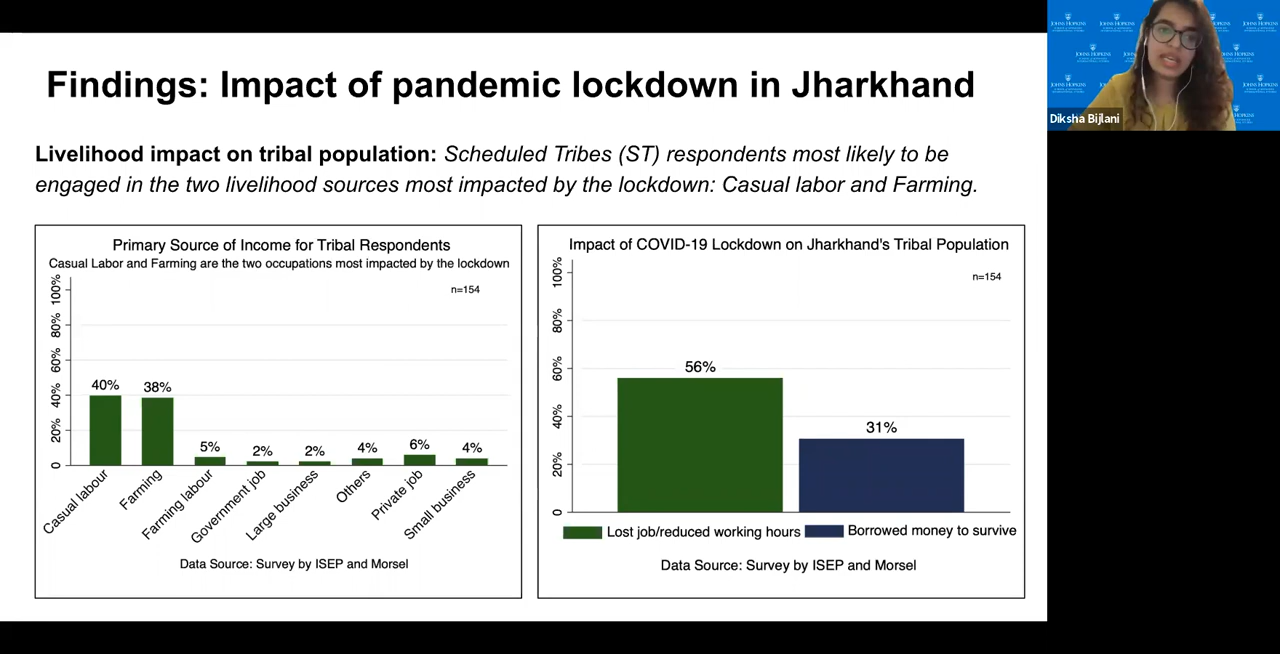 Findings: Impact of pandemic lockdown in Jharkhand
Livelihood impact on tribal population: Scheduled Tribes (ST) respondents most likely to be
engaged in the two livelihood sources most impacted by the lockdown: Casual labor and Farming.
Primary Source of Income for Tribal Respondents
Casual Labor and Farming are the two occupations most impacted by the lockdown
n=154
100%
80%
60%
40%
20%
0
40%
38%
5%
2%
2%
4%
6%
4%
Casual labour
Farming
Farming labour
Government job
Large business
Others
Private job
Small business
Data Source: Survey by ISEP and Morsel
Impact of COVID-19 Lockdown on Jharkhand's Tribal Population
n=154
100%
80%
60%
40%
20%
0
56%
31%
Lost job/reduced working hours
Borrowed money to survive
Data Source: Survey by ISEP and Morsel
Diksha Bijlani
JOHNS HOPKINS